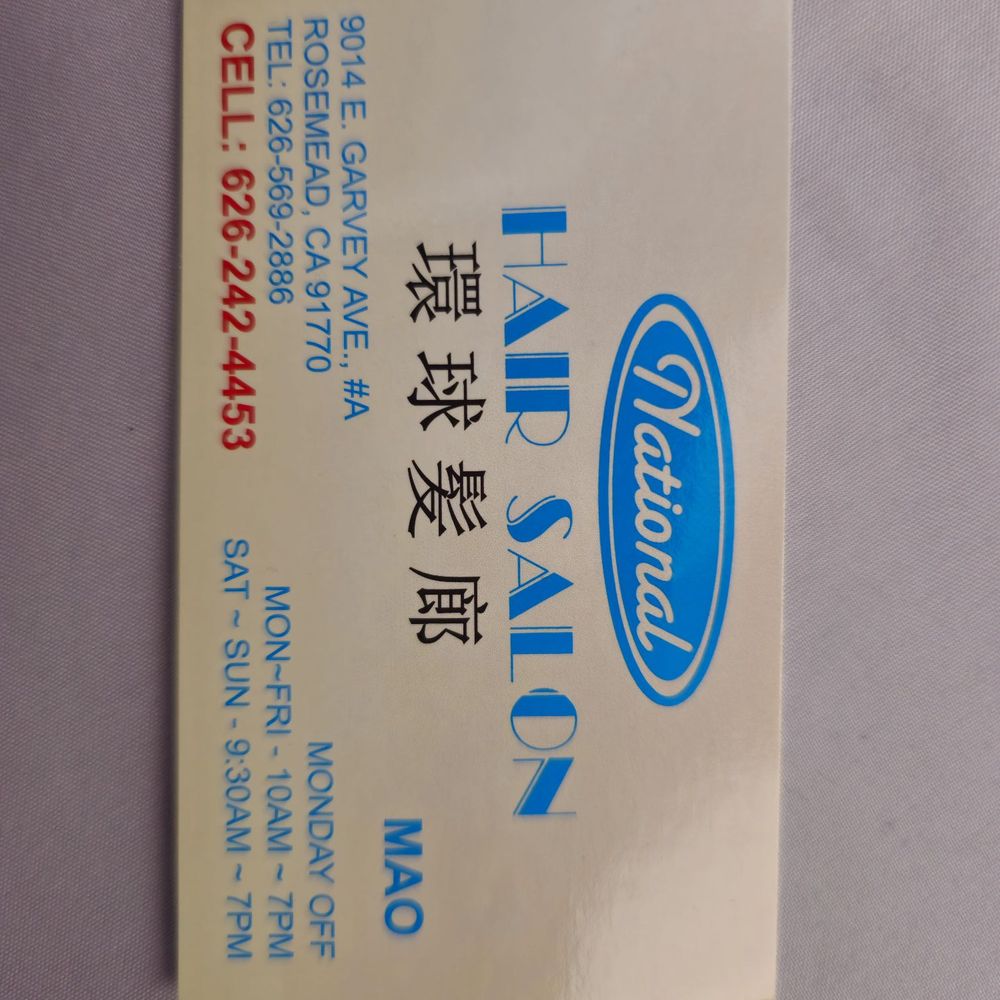 National
HAIR SALON
環球髮廊
MAO
9014 E. GARVEY AVE., #A
ROSEMEAD, CA 91770
TEL: 626-569-2886
CELL: 626-242-4453
MONDAY OFF
MON~FRI - 10AM ~ 7PM
SAT ~ SUN - 9:30AM ~ 7PM